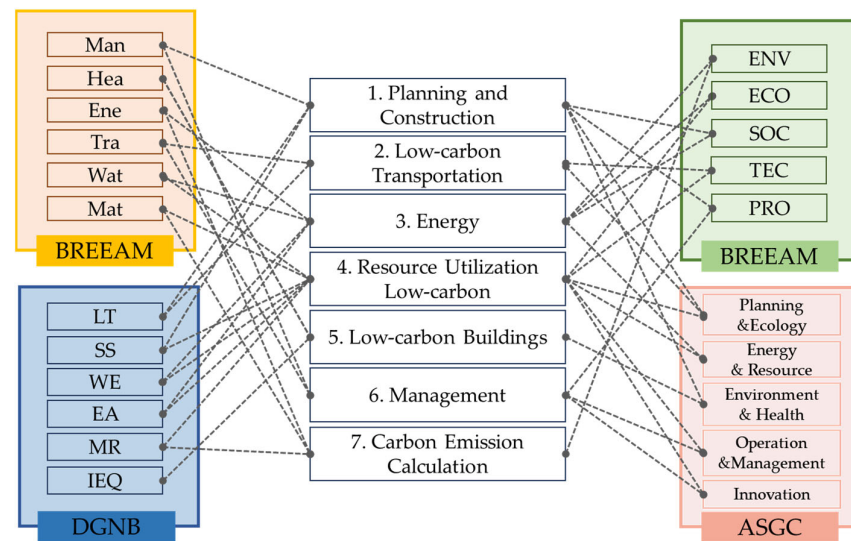 Man
Hea
Ene
Tra
Wat
Mat
BREEAM
LT
SS
WE
EA
MR
IEQ
DGNB
1. Planning and
Construction
2. Low-carbon
Transportation
3. Energy
4. Resource Utilization
Low-carbon
5. Low-carbon Buildings
6. Management
7. Carbon Emission
Calculation
ENV
ECO
SOC
TEC
PRO
BREEAM
Planning
&Ecology
Energy
& Resource
Environment
& Health
Operation
&Management
Innovation
ASGC